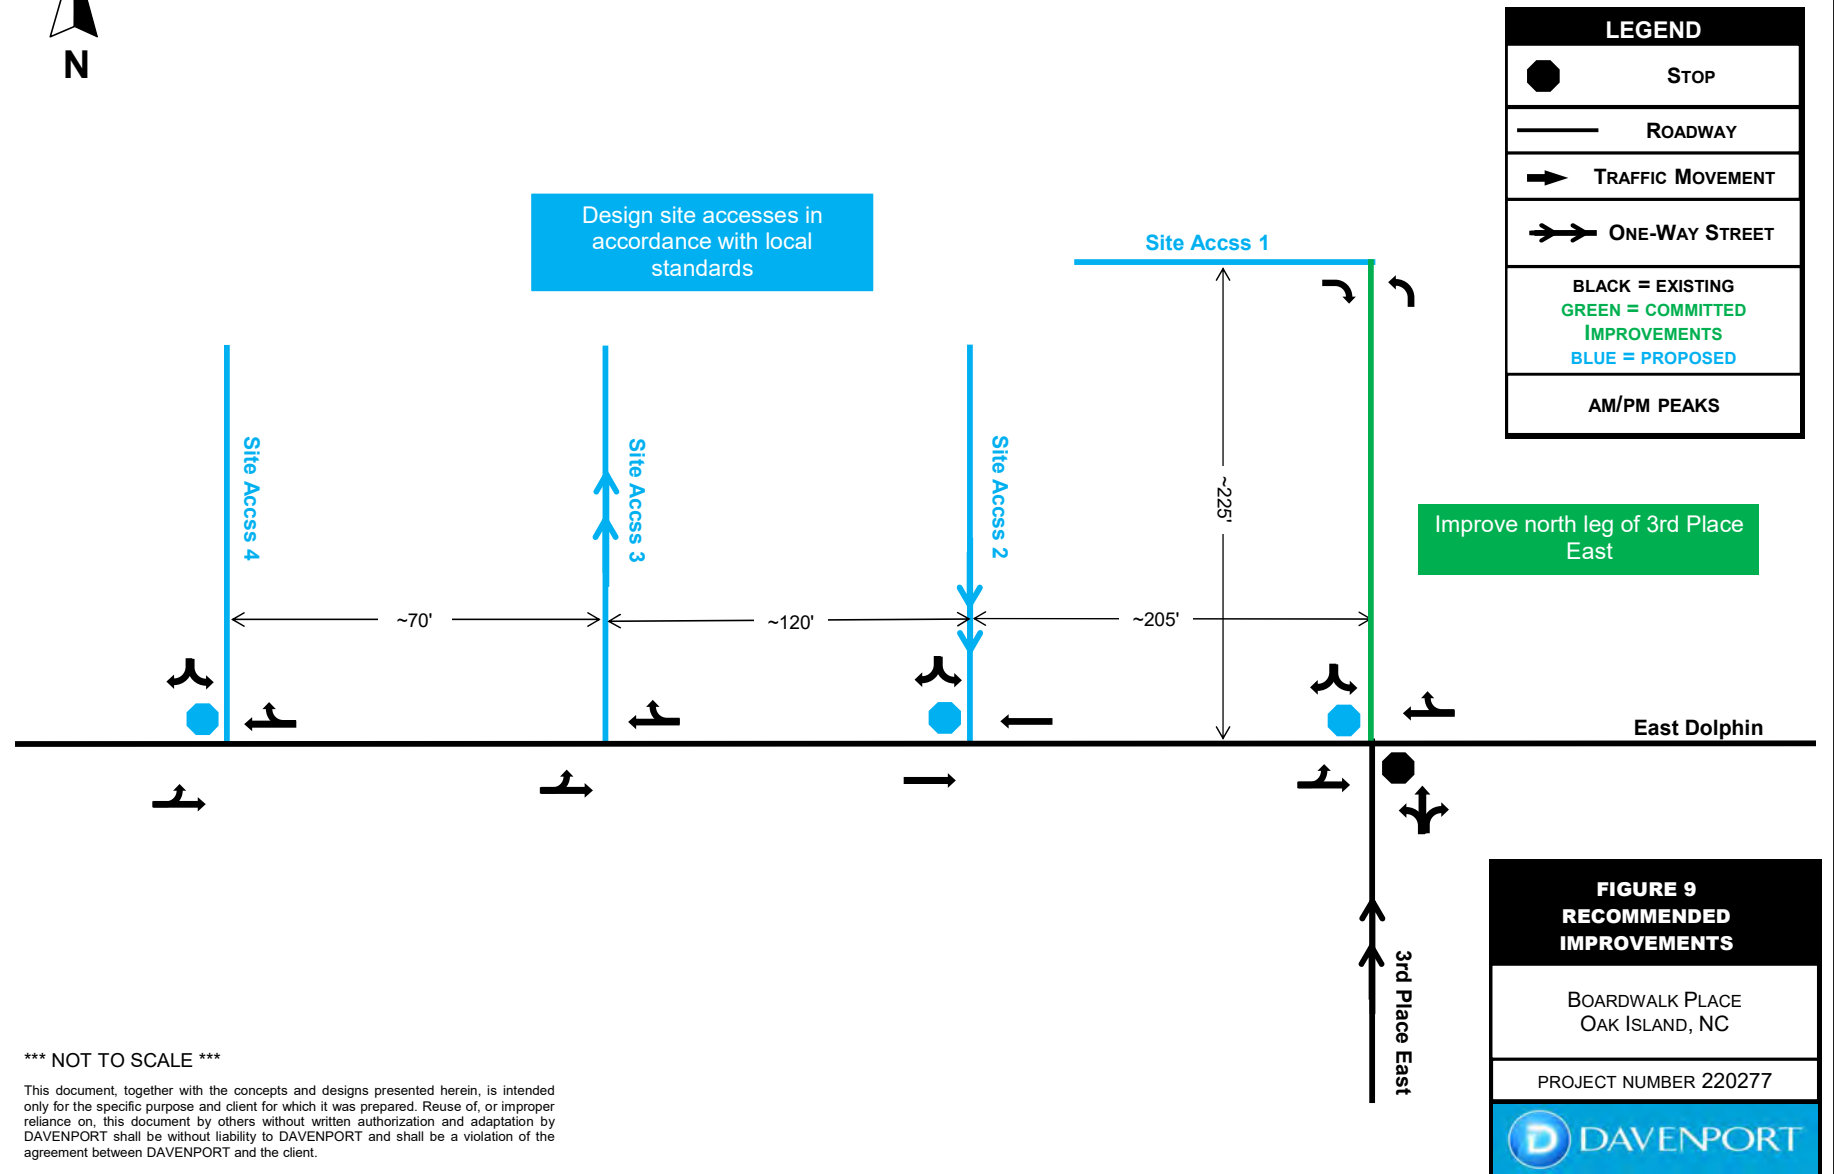 N
LEGEND
STOP
ROADWAY
TRAFFIC MOVEMENT
ONE-WAY STREET
BLACK = EXISTING
GREEN = COMMITTED
IMPROVEMENTS
BLUE = PROPOSED
AM/PM PEAKS
Design site accesses in
accordance with local
standards
Site Accss 1
Site Accss 4
Site Accss 3
Site Accss 2
~225'
Improve north leg of 3rd Place
East
~70'
~120'
~205'
East Dolphin
3rd Place East
FIGURE 9
RECOMMENDED
IMPROVEMENTS
BOARDWALK PLACE
OAK ISLAND, NC
PROJECT NUMBER 220277
D DAVENPORT
*** NOT TO SCALE ***
This document, together with the concepts and designs presented herein, is intended
only for the specific purpose and client for which it was prepared. Reuse of, or improper
reliance on, this document by others without written authorization and adaptation by
DAVENPORT shall be without liability to DAVENPORT and shall be a violation of the
agreement between DAVENPORT and the client.